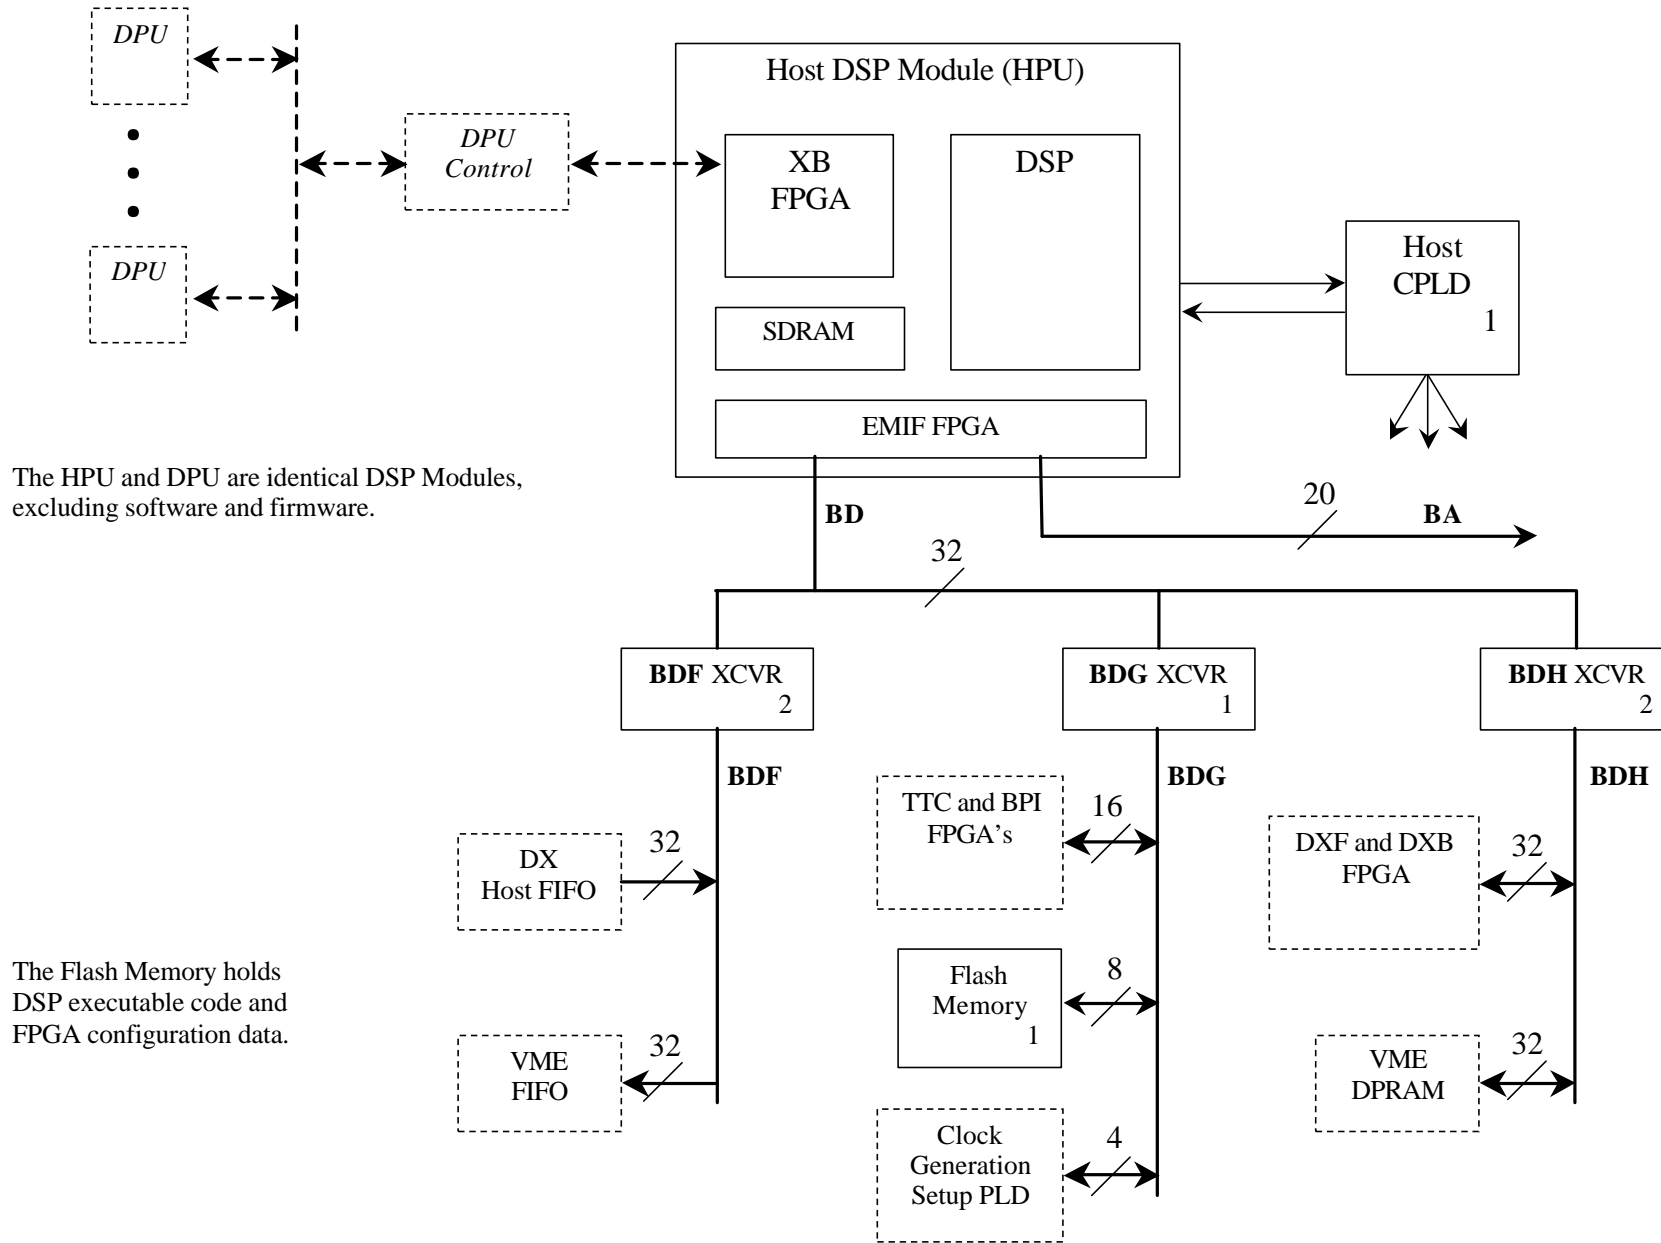 DPU
DPU
Control
DPU
Host DSP Module (HPU)
XB
FPGA
DSP
SDRAM
EMIF FPGA
Host
CPLD
1
The HPU and DPU are identical DSP Modules,
excluding software and firmware.
BD
20
BA
32
BDF XCVR
2
BDG XCVR
1
BDH XCVR
2
BDF
BDG
BDH
DX
Host FIFO
32
VME
FIFO
32
TTC and BPI
FPGA's
16
Flash
Memory
1
8
Clock
Generation
Setup PLD
4
DXF and DXB
FPGA
32
VME
DPRAM
32
The Flash Memory holds
DSP executable code and
FPGA configuration data.